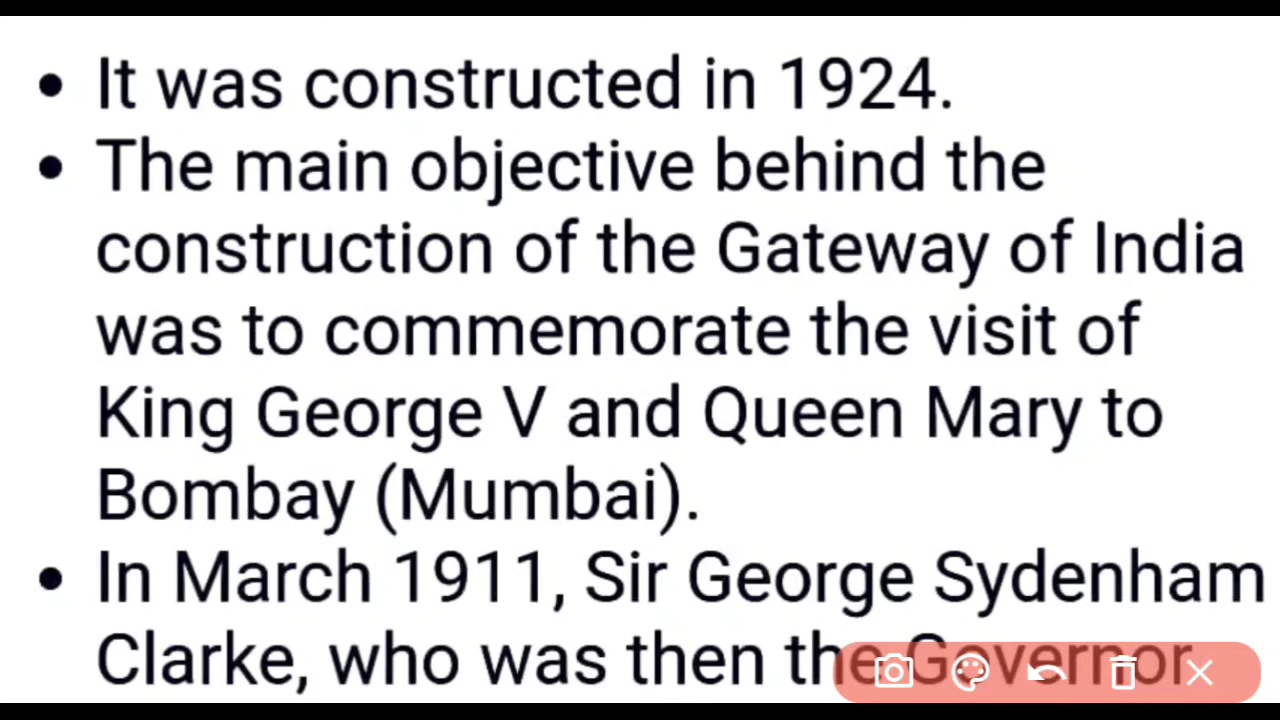 • It was constructed in 1924.
• The main objective behind the
construction of the Gateway of India
was to commemorate the visit of
King George V and Queen Mary to
Bombay (Mumbai).
• In March 1911, Sir George Sydenham
Clarke, who was then the Governor